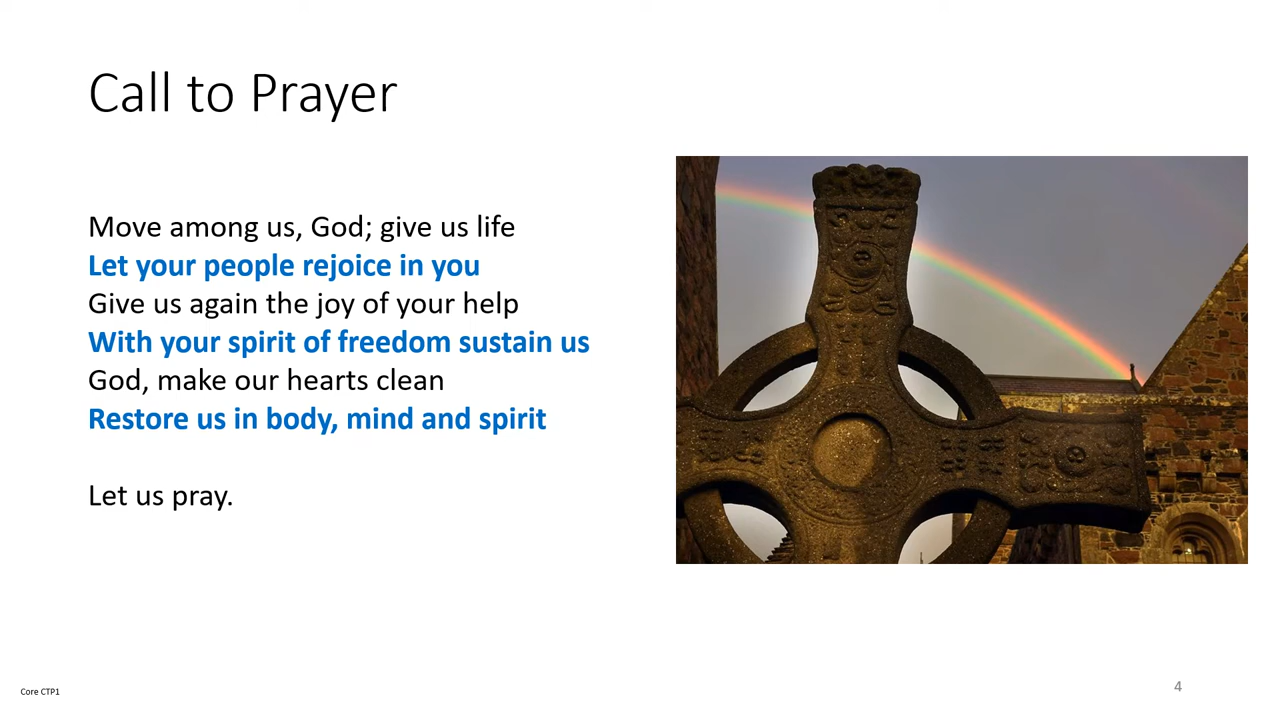 Call to Prayer
Move among us, God; give us life
Let your people rejoice in you
Give us again the joy of your help
With your spirit of freedom sustain us
God, make our hearts clean
Restore us in body, mind and spirit
Let us pray.
Core CTP1
4